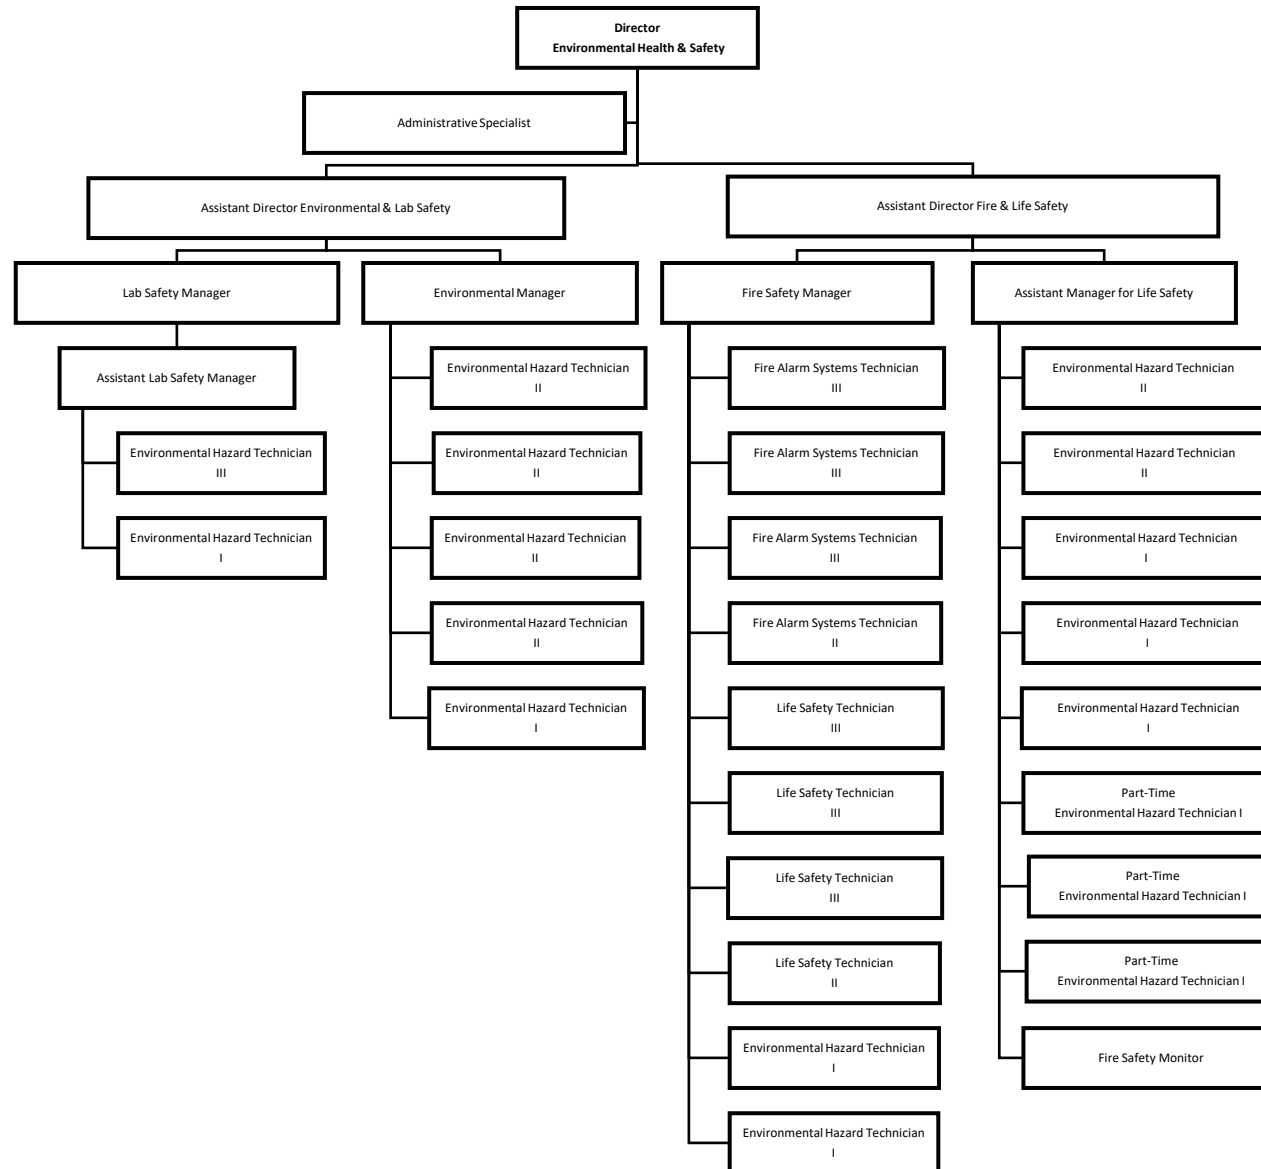 Director
Environmental Health & Safety
Administrative Specialist
Assistant Director Environmental & Lab Safety
Assistant Director Fire & Life Safety
Lab Safety Manager
Environmental Manager
Fire Safety Manager
Assistant Manager for Life Safety
Assistant Lab Safety Manager
Environmental Hazard Technician
III
Environmental Hazard Technician
I
Environmental Hazard Technician
II
Environmental Hazard Technician
II
Environmental Hazard Technician
II
Environmental Hazard Technician
II
Environmental Hazard Technician
I
Fire Alarm Systems Technician
III
Fire Alarm Systems Technician
III
Fire Alarm Systems Technician
III
Fire Alarm Systems Technician
II
Life Safety Technician
III
Life Safety Technician
III
Life Safety Technician
III
Life Safety Technician
II
Environmental Hazard Technician
I
Environmental Hazard Technician
I
Environmental Hazard Technician
II
Environmental Hazard Technician
II
Environmental Hazard Technician
I
Environmental Hazard Technician
I
Environmental Hazard Technician
I
Part-Time
Environmental Hazard Technician I
Part-Time
Environmental Hazard Technician I
Part-Time
Environmental Hazard Technician I
Fire Safety Monitor